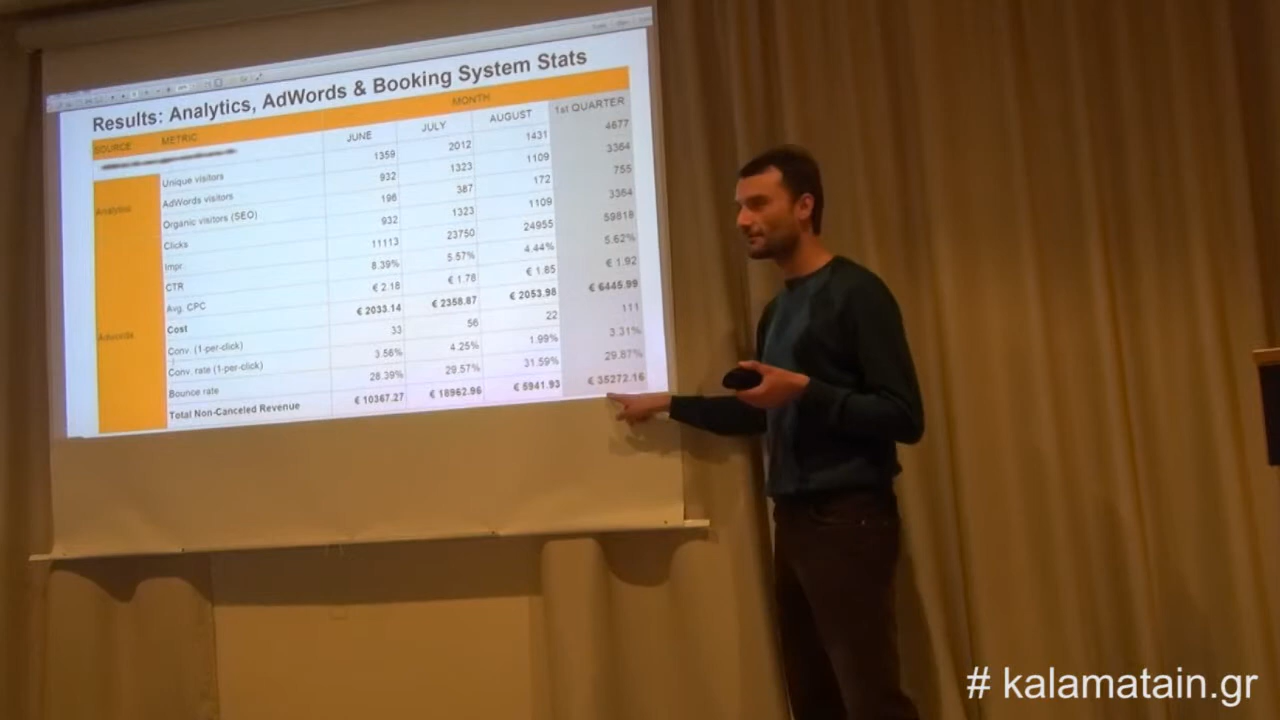 Results: Analytics, AdWords & Booking System Stats
MONTH
SOURCE METRIC JUNE JULY AUGUST 1st QUARTER
Analytics
Unique visitors 1359 2012 1431 4677
AdWords visitors 932 1323 1109 3364
Organic visitors (SEO) 196 387 172 755
Adwords
Clicks 932 1323 1109 3364
Impr. 11113 23750 24955 59818
CTR 8.39% 5.57% 4.44% 5.62%
Avg. CPC € 2.18 € 1.78 € 1.85 € 1.92
Cost € 2033.14 € 2358.87 € 2053.98 € 6445.99
Conv. (1-per-click) 33 56 22 111
Conv. rate (1-per-click) 3.56% 4.25% 1.99% 3.31%
Bounce rate 28.39% 29.57% 31.59% 29.87%
Total Non-Canceled Revenue € 10367.27 € 18962.96 € 5941.93 € 35272.16
# kalamatain.gr